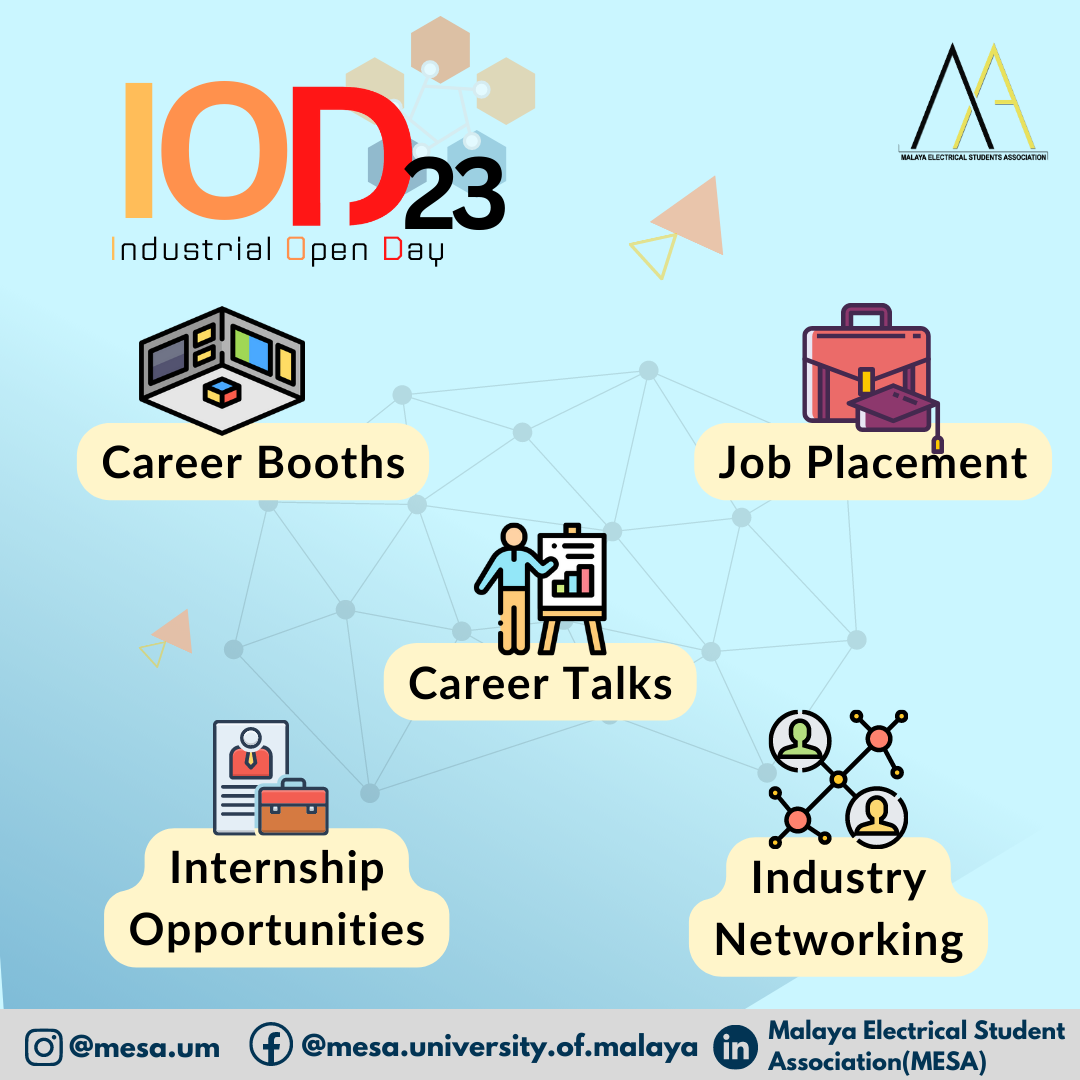 IOD23
Industrial Open Day
MALAYA ELECTRICAL STUDENTS ASSOCIATION
Career Booths
Job Placement
Career Talks
Internship
Opportunities
Industry
Networking
@mesa.um
@mesa.university.of.malaya
in
Malaya Electrical Student
Association(MESA)